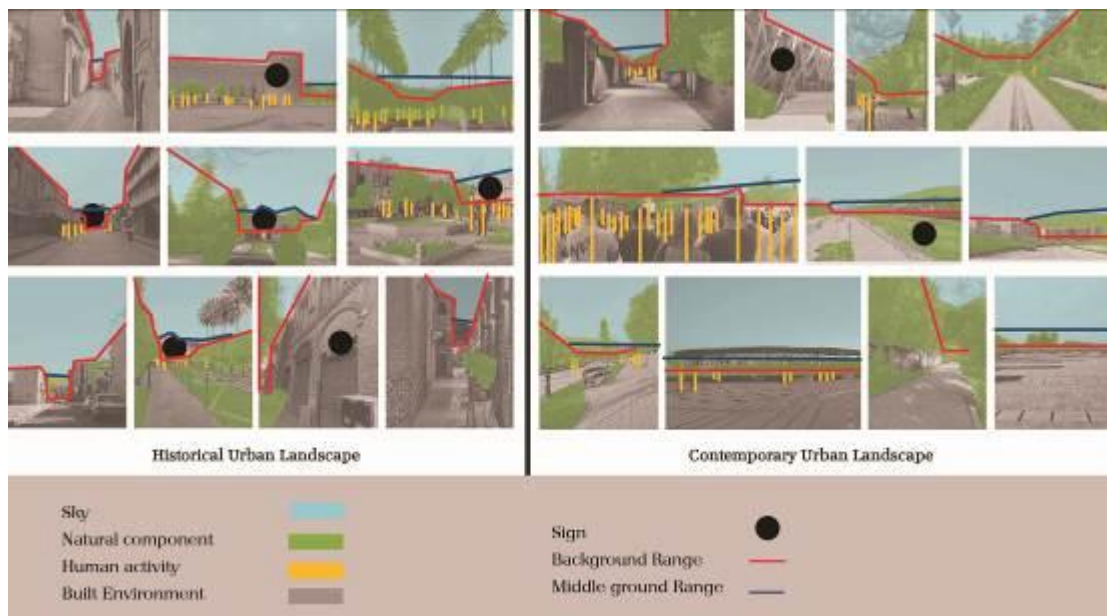 Historical Urban Landscape
Contemporary Urban Landscape
Sky
Natural component
Human activity
Built Environment
Sign
Background Range
Middle ground Range